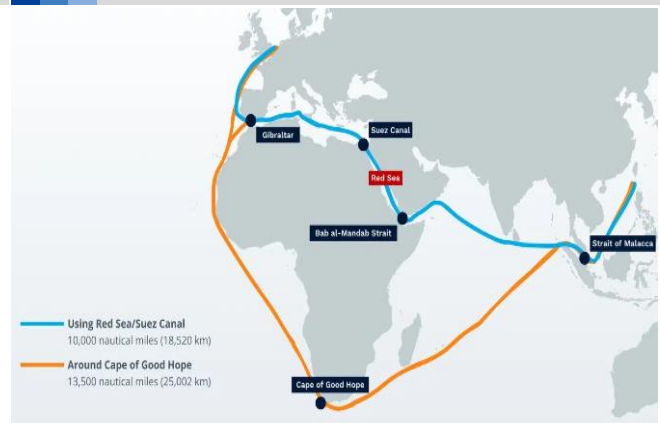 Gibraltar
Suez Canal
Red Sea
Bab al-Mandab Strait
Strait of Malacca
Using Red Sea/Suez Canal
10,000 nautical miles (18,520 km)
Around Cape of Good Hope
13,500 nautical miles (25,002 km)
Cape of Good Hope